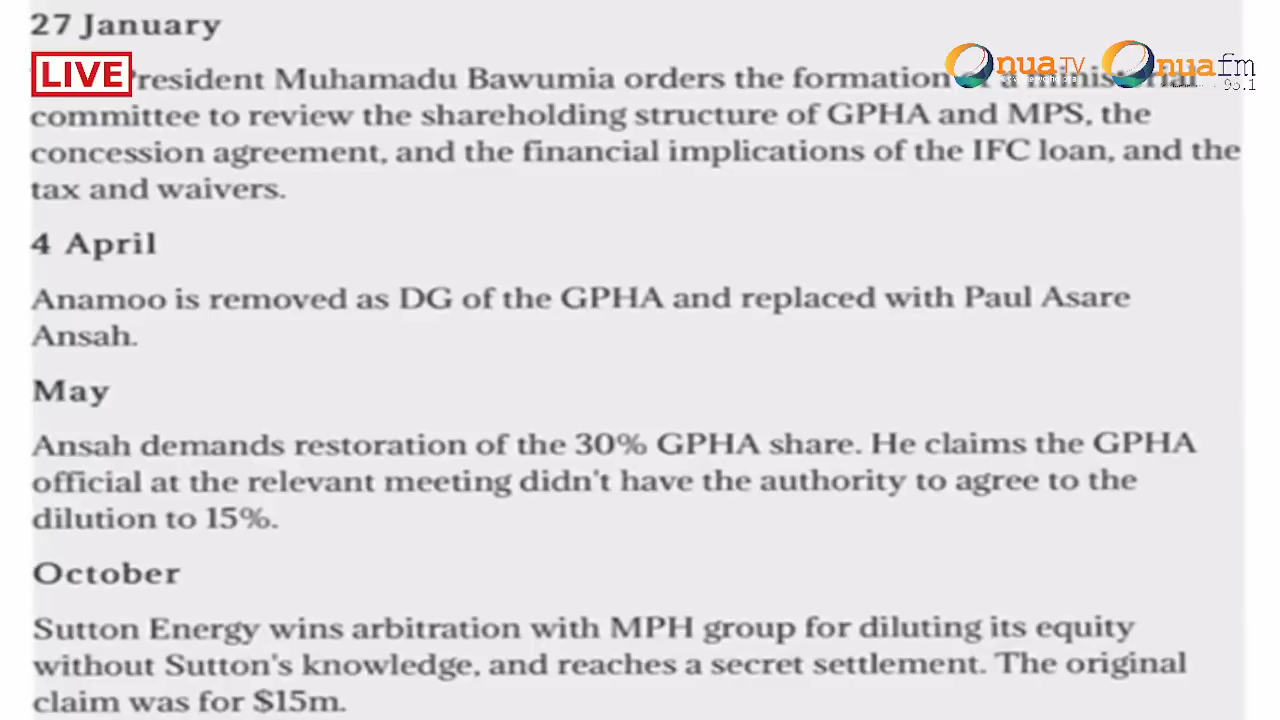 27 January
LIVE
President Muhamadu Bawumia orders the formation
committee to review the shareholding structure of GPHA and MPS, the
concession agreement, and the financial implications of the IFC loan, and the
tax and waivers.
4 April
Anamoo is removed as DG of the GPHA and replaced with Paul Asare
Ansah.
May
Ansah demands restoration of the 30% GPHA share. He claims the GPHA
official at the relevant meeting didn't have the authority to agree to the
dilution to 15%.
October
Sutton Energy wins arbitration with MPH group for diluting its equity
without Sutton's knowledge, and reaches a secret settlement. The original
claim was for $15m.
Onua TV
Onua fm
95.1